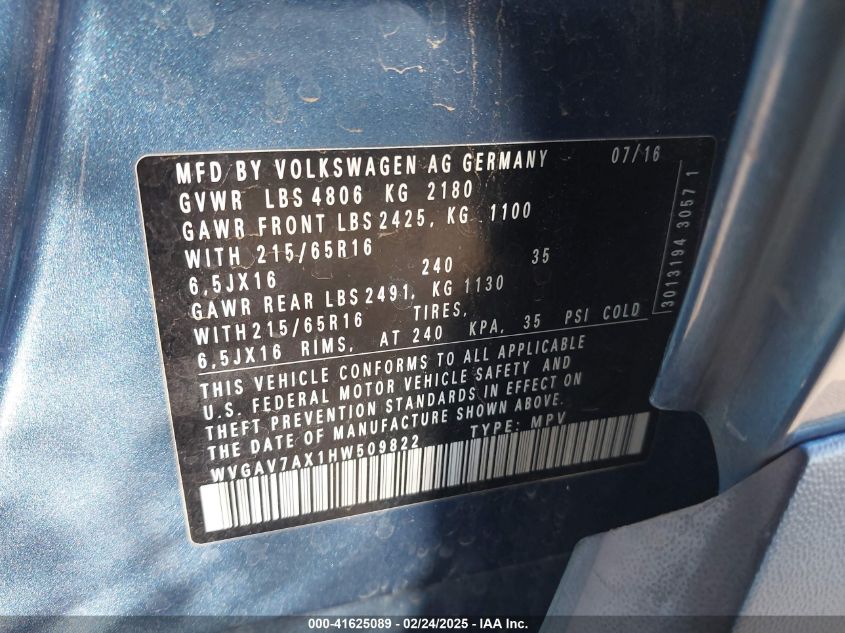 MFD BY VOLKSWAGEN AG GERMANY 07/16
GVWR LBS 4806 KG 2180
GAWR FRONT LBS 2425, KG 1100
WITH 215/65R16
6,5JX16 240 35
GAWR REAR LBS 2491, KG 1130
WITH215/65R16 TIRES,
6,5JX16 RIMS, AT 240 KPA, 35 PSI COLD
THIS VEHICLE CONFORMS TO ALL APPLICABLE
U.S. FEDERAL MOTOR VEHICLE SAFETY AND
THEFT PREVENTION STANDARDS IN EFFECT ON
THE DATE OF MANUFACTURE SHOWN ABOVE.
WVGAV7AX1HW509822 TYPE: MPV
3013194 3057 1
000-41625089 - 02/24/2025 - IAA Inc.